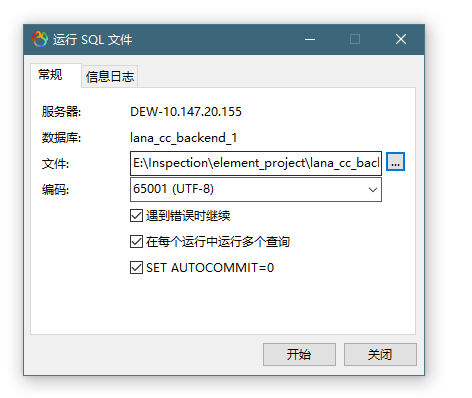 运行 SQL 文件
常规 信息日志
服务器: DEW-10.147.20.155
数据库: lana_cc_backend_1
文件: E:\Inspection\element_project\lana_cc_bacl ...
编码: 65001 (UTF-8)
遇到错误时继续
在每个运行中运行多个查询
SET AUTOCOMMIT=0
开始 关闭